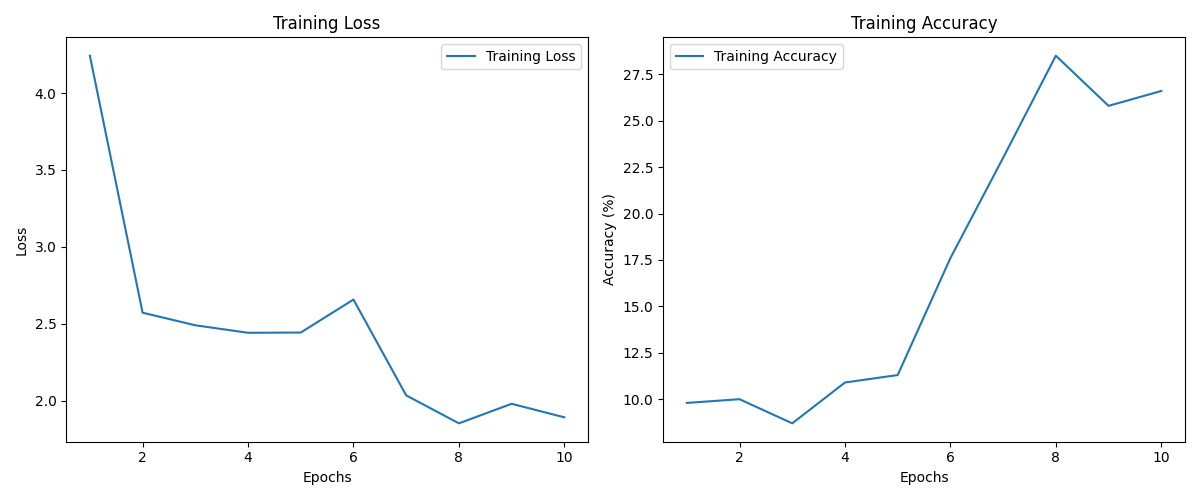 Training Loss
Training Loss
4.0
3.5
3.0
2.5
2.0
Loss
2 4 6 8 10
Epochs
Training Accuracy
Training Accuracy
27.5
25.0
22.5
20.0
17.5
15.0
12.5
10.0
Accuracy (%)
2 4 6 8 10
Epochs